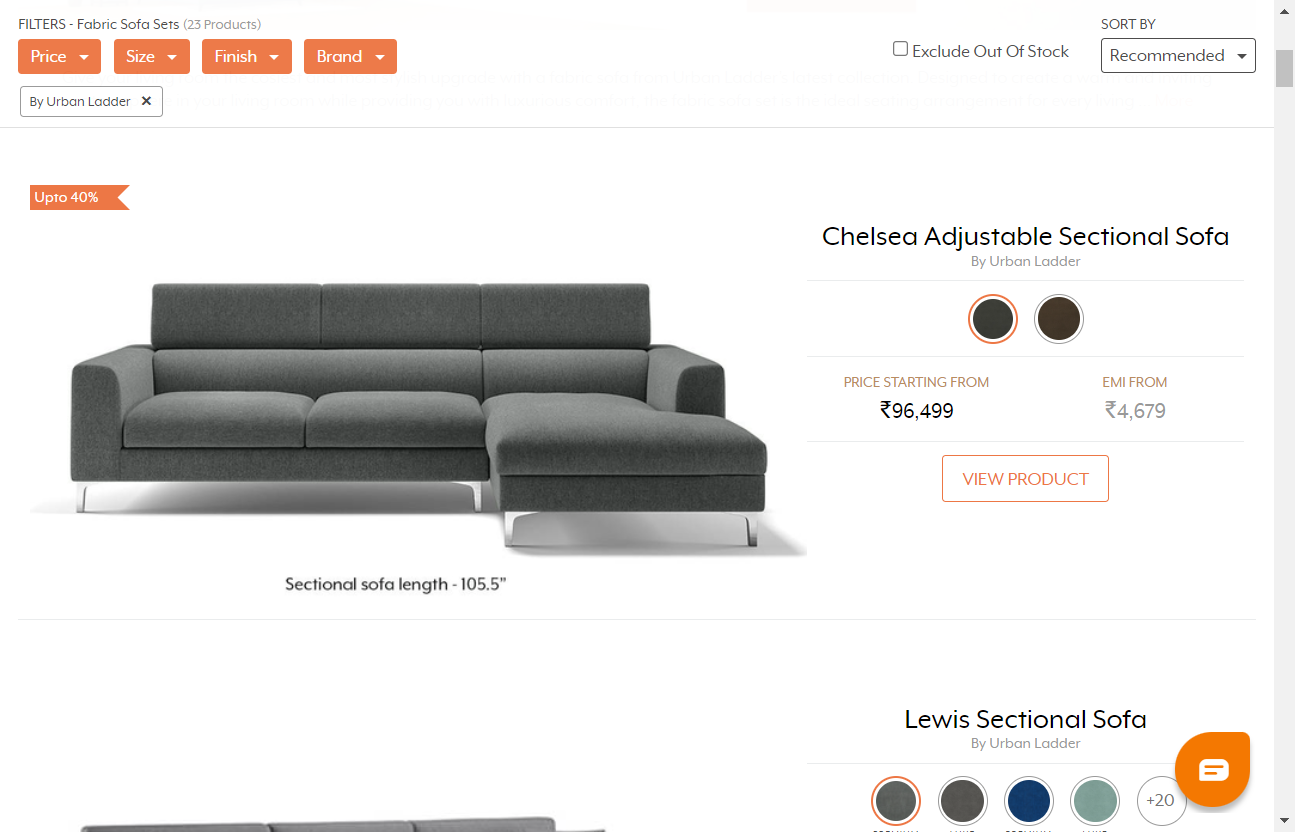 FILTERS - Fabric Sofa Sets (23 Products)
Price
Size
Finish
Brand
Exclude Out Of Stock
SORT BY
Recommended
By Urban Ladder ✕
Upto 40%
Chelsea Adjustable Sectional Sofa
By Urban Ladder
PRICE STARTING FROM
₹96,499
EMI FROM
₹4,679
VIEW PRODUCT
Sectional sofa length - 105.5”
Lewis Sectional Sofa
By Urban Ladder
+20